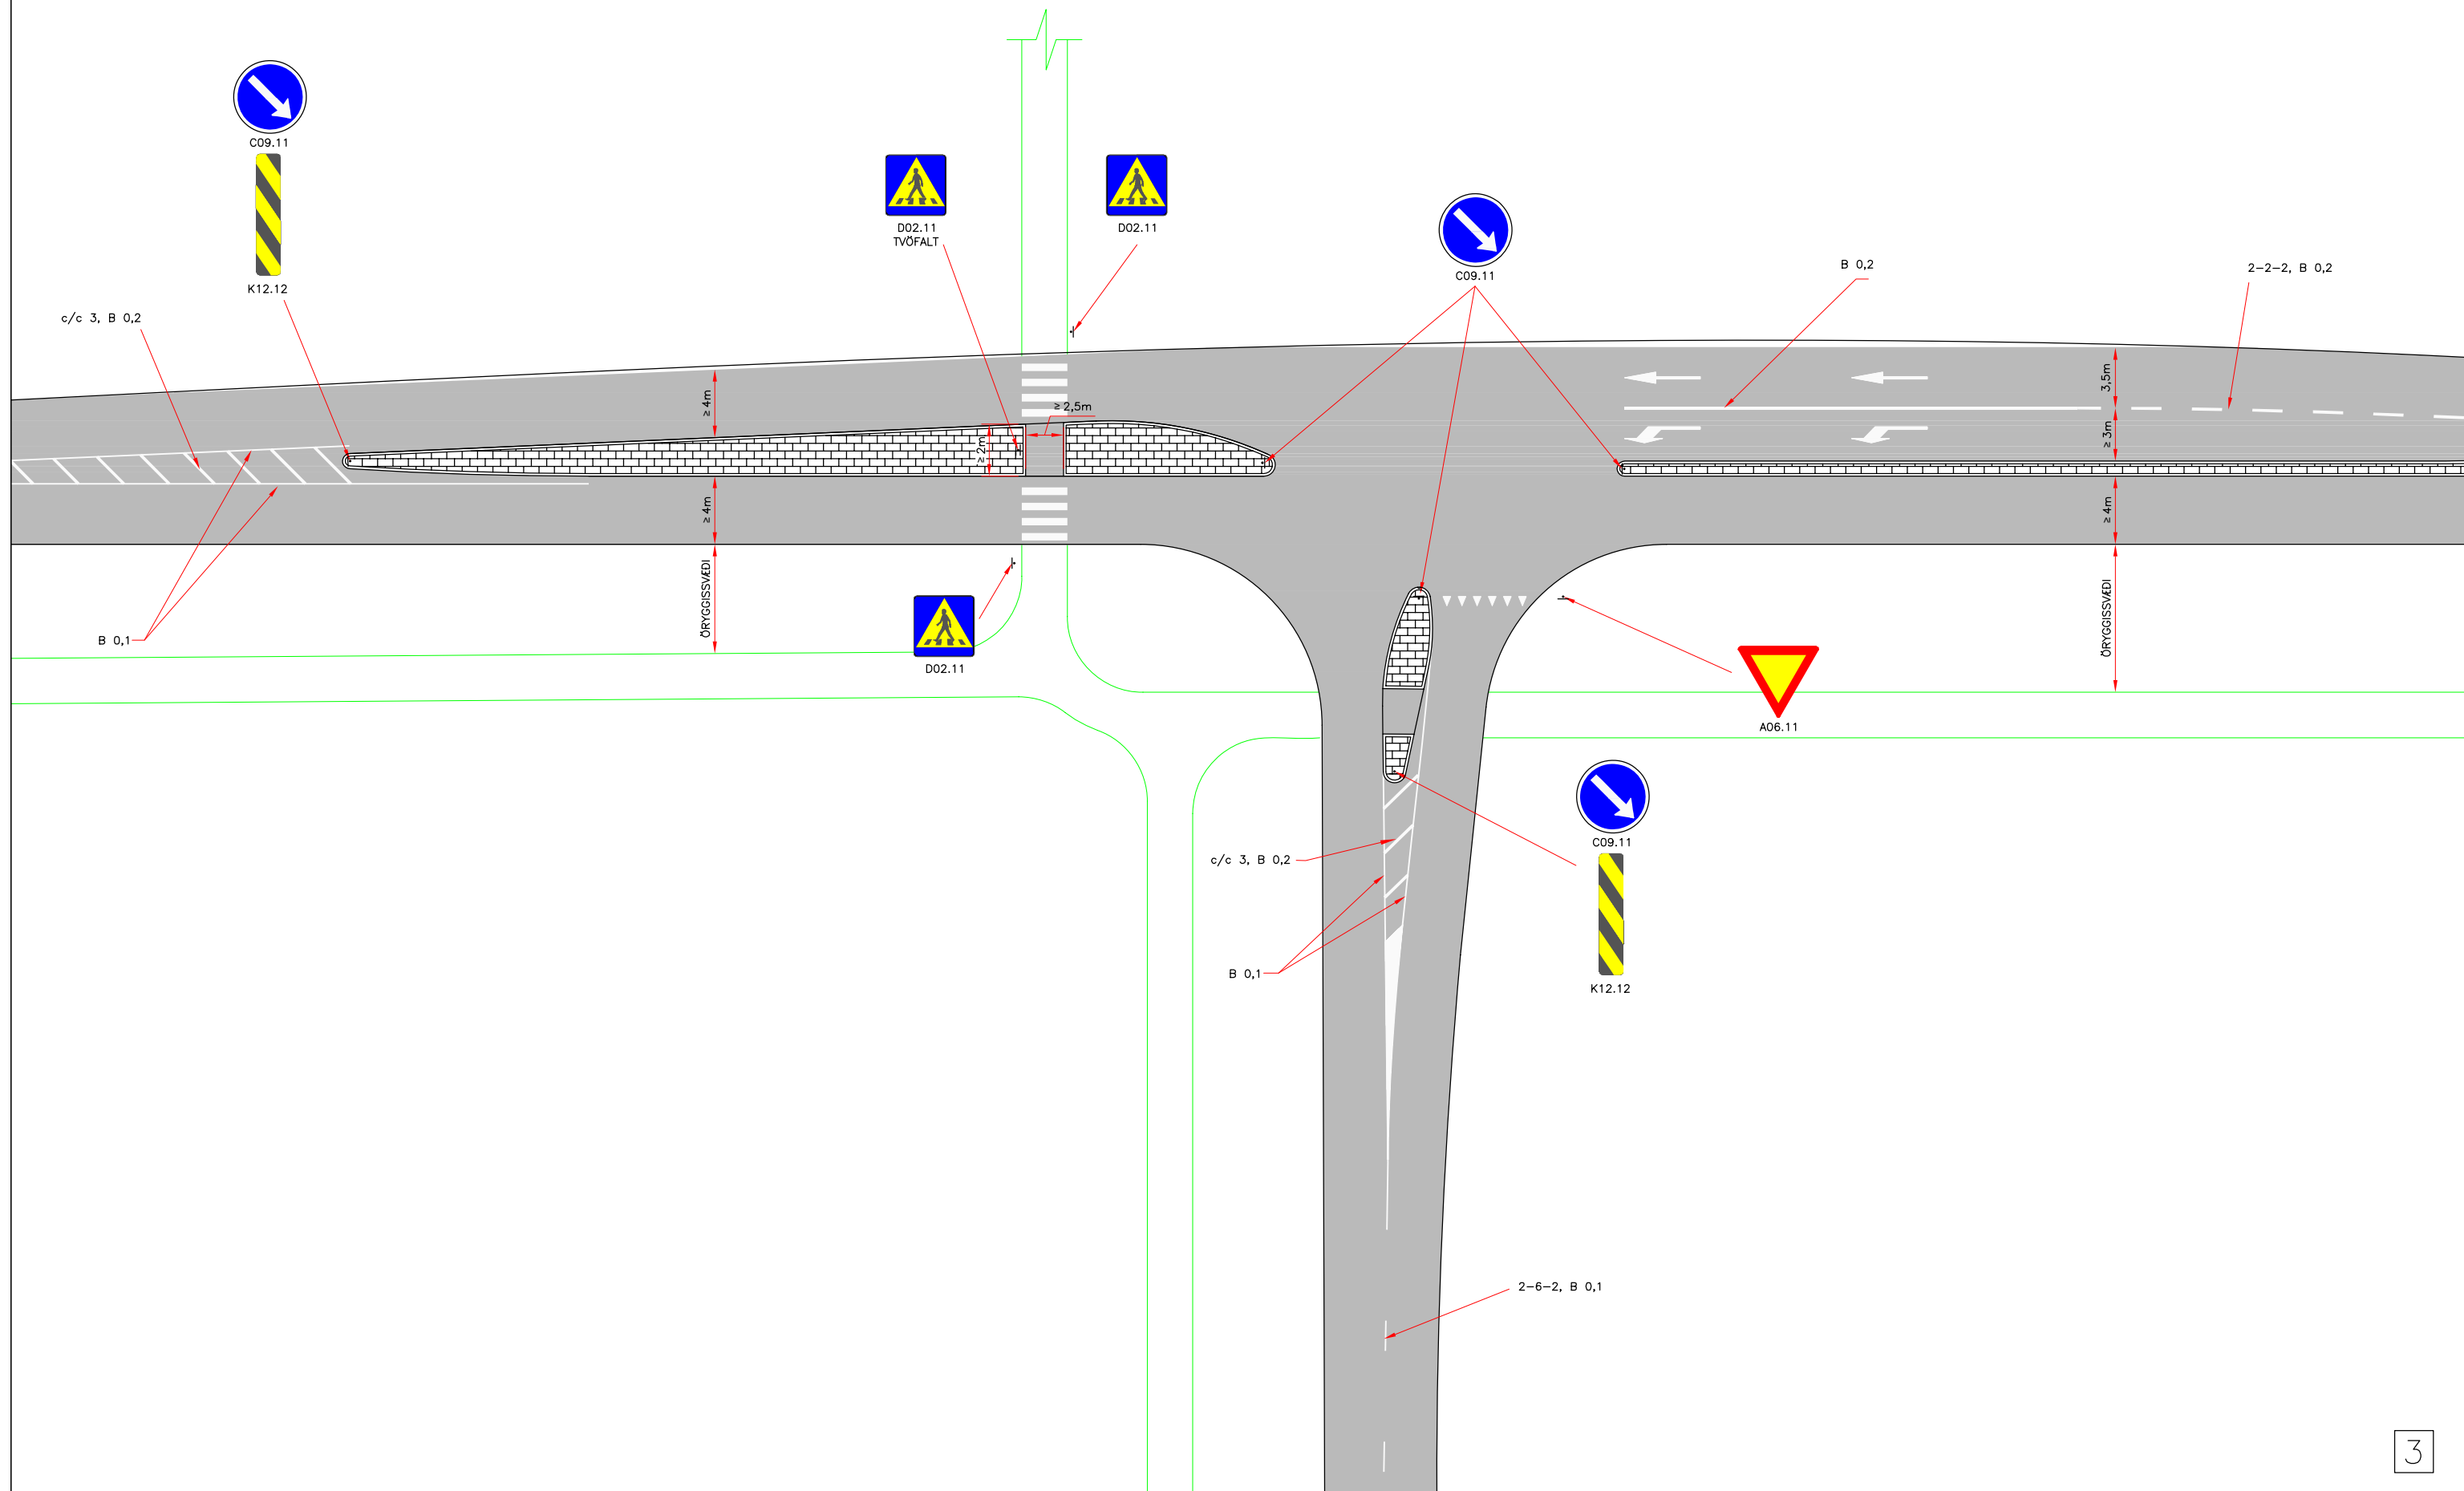 C09.11
K12.12
c/c 3, B 0,2
B 0,1
D02.11
TVÖFALT
D02.11
C09.11
B 0,2
2-2-2, B 0,2
≥ 4m
≥ 2,5m
≥ 2m
3,5m
≥ 3m
≥ 4m
≥ 4m
ÖRYGGISSVÆÐI
ÖRYGGISSVÆÐI
D02.11
A06.11
C09.11
K12.12
c/c 3, B 0,2
B 0,1
2-6-2, B 0,1
3